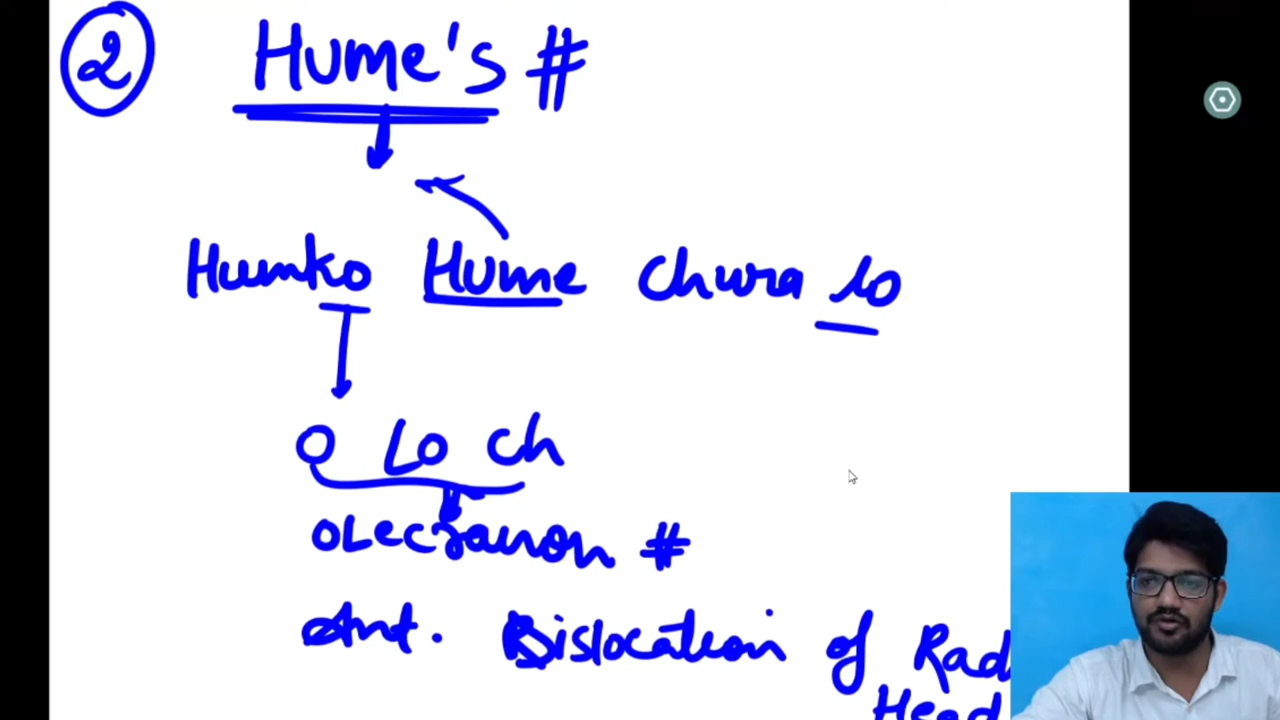 2 Hume's #
Humko Hume Chura lo
O Lo Ch
OLecranon #
Ant. Dislocation of Rad
Head